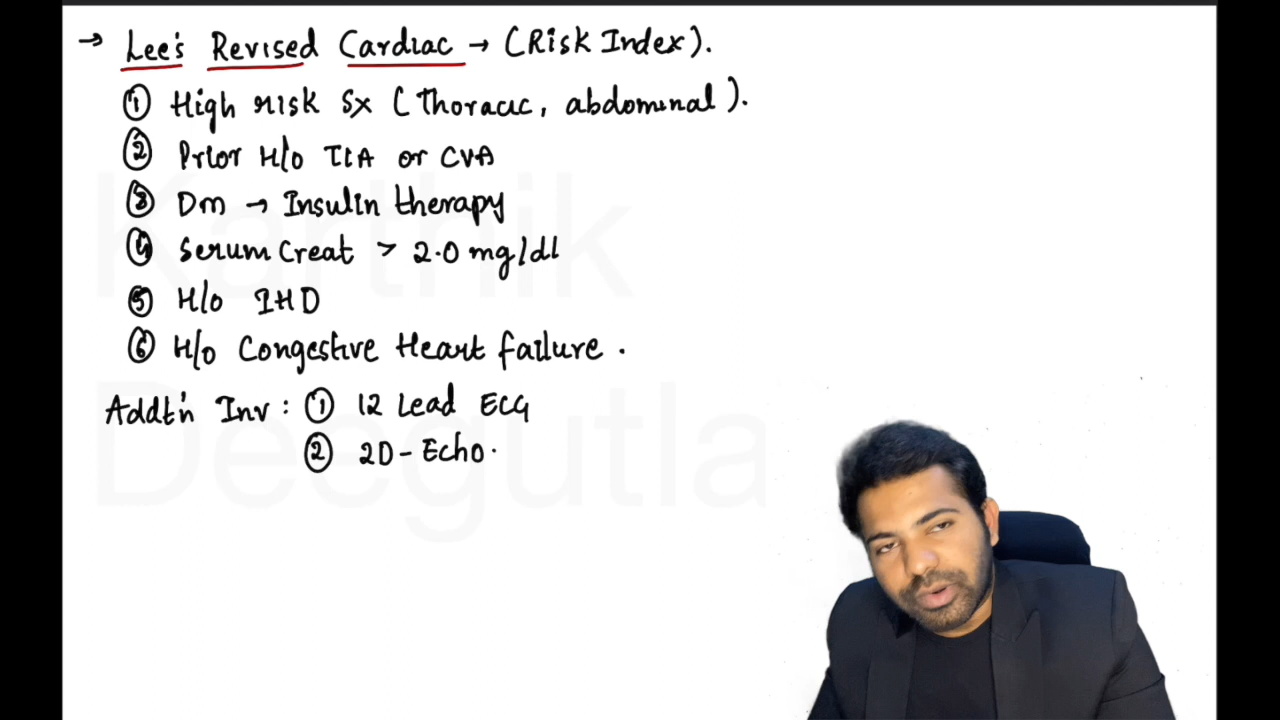 → Lee's Revised Cardiac → (Risk Index).
① High risk Sx (Thoracic, abdominal).
② Prior H/o TIA or CVA
③ Dm → Insulin therapy
④ Serum Creat > 2.0 mg/dl
⑤ H/o IHD
⑥ H/o Congestive Heart failure.
Addt'n Inv: ① 12 Lead ECG
② 2D-Echo.
Karthik
Deegutla